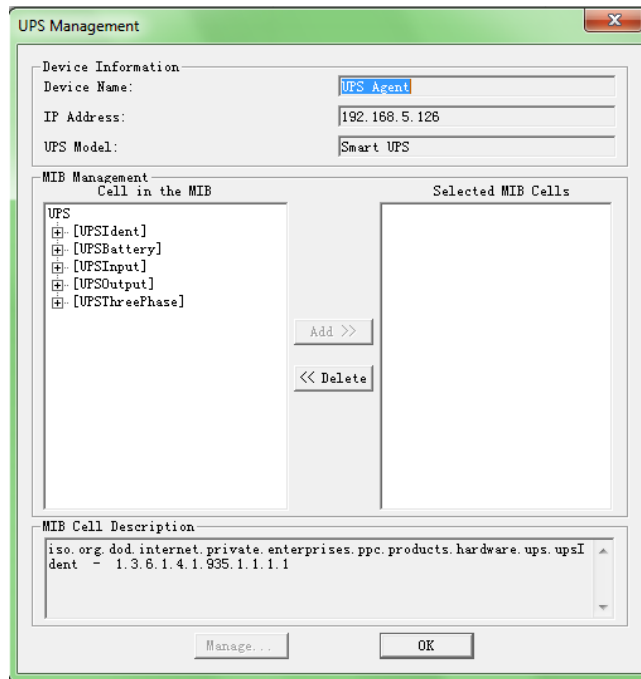 UPS Management
Device Information
Device Name:
UPS Agent
IP Address:
192.168.5.126
UPS Model:
Smart UPS
MIB Management
Cell in the MIB
Selected MIB Cells
UPS
[UPSIdent]
[UPSBattery]
[UPSInput]
[UPSOutput]
[UPSThreePhase]
Add >>
<< Delete
MIB Cell Description
iso.org.dod.internet.private.enterprises.ppc.products.hardware.ups.upsI
dent - 1.3.6.1.4.1.935.1.1.1.1
Manage...
OK